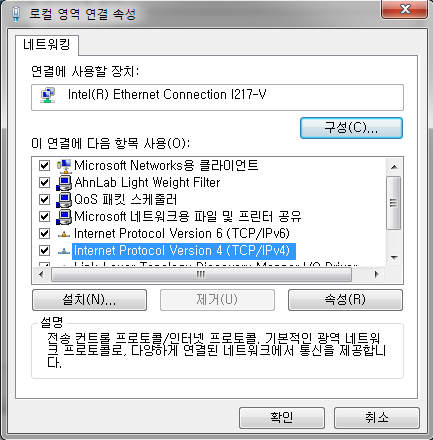 로컬 영역 연결 속성
네트워킹
연결에 사용할 장치:
Intel(R) Ethernet Connection I217-V
구성(C)...
이 연결에 다음 항목 사용(O):
Microsoft Networks용 클라이언트
AhnLab Light Weight Filter
QoS 패킷 스케줄러
Microsoft 네트워크용 파일 및 프린터 공유
Internet Protocol Version 6 (TCP/IPv6)
Internet Protocol Version 4 (TCP/IPv4)
Link-Layer Topology Discovery Mapper I/O Driver
설치(N)... 제거(U) 속성(R)
설명
전송 컨트롤 프로토콜/인터넷 프로토콜. 기본적인 광역 네트워
크 프로토콜로, 다양하게 연결된 네트워크에서 통신을 제공합니
다.
확인 취소